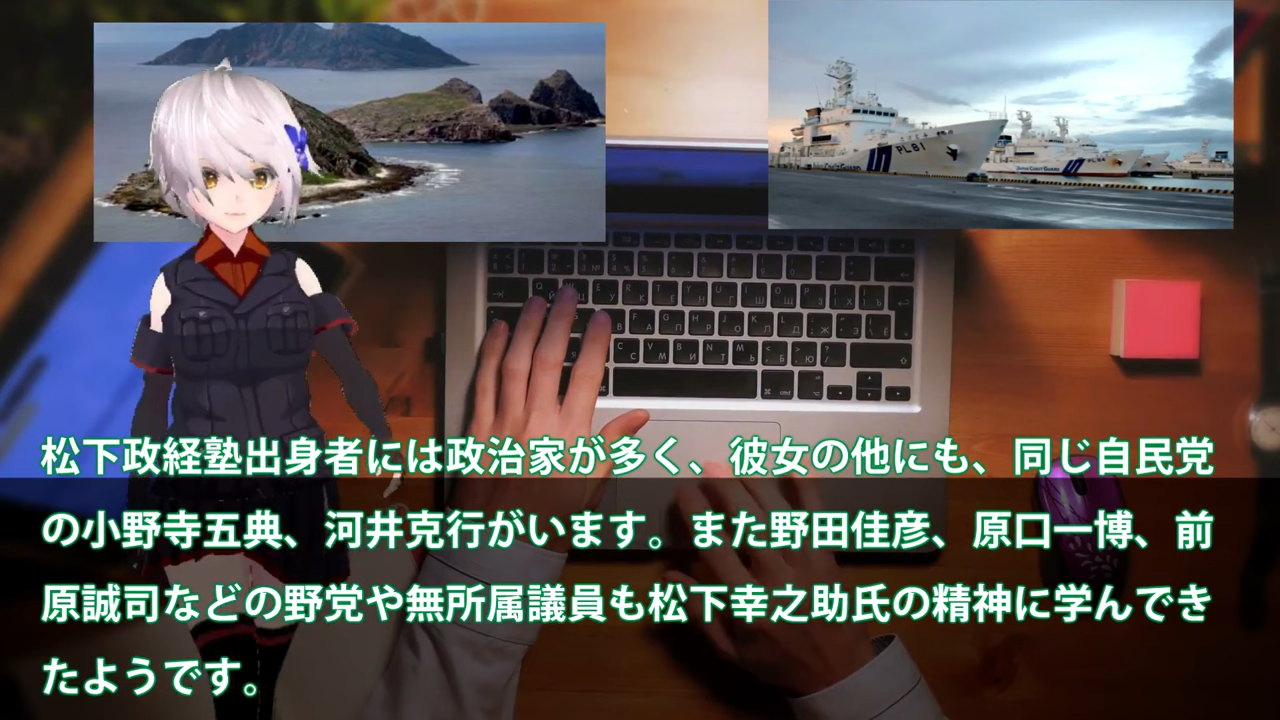 PL81
Japan Coast Guard
松下政経塾出身者には政治家が多く、彼女の他にも、同じ自民党
の小野寺五典、河井克行がいます。また野田佳彦、原口一博、前
原誠司などの野党や無所属議員も松下幸之助氏の精神に学んでき
たようです。